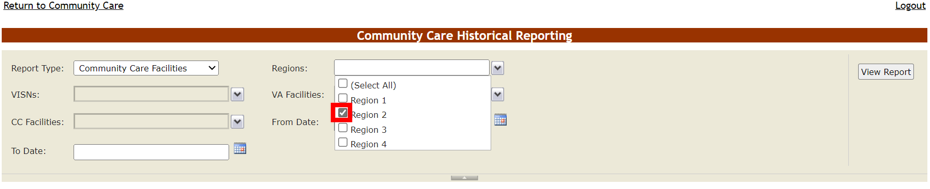 Return to Community Care Logout
Community Care Historical Reporting
Report Type: Community Care Facilities Regions: View Report
(Select All)
VISNs: VA Facilities:
Region 1
Region 2
CC Facilities: From Date:
Region 3
Region 4
To Date: